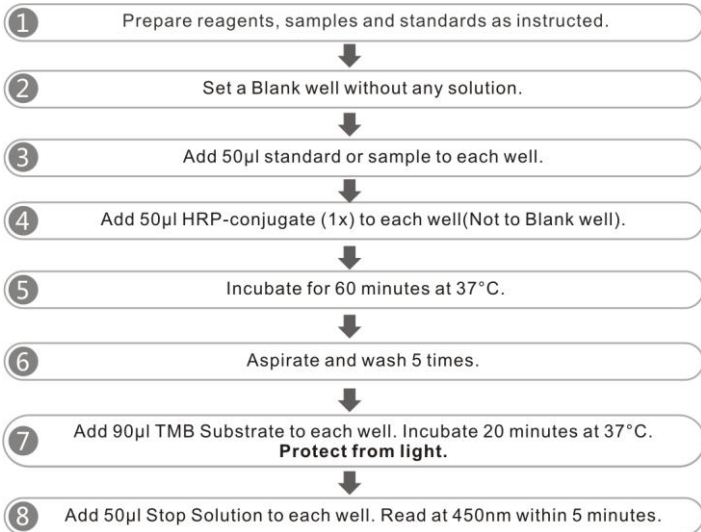 1 Prepare reagents, samples and standards as instructed.
2 Set a Blank well without any solution.
3 Add 50μl standard or sample to each well.
4 Add 50μl HRP-conjugate (1x) to each well(Not to Blank well).
5 Incubate for 60 minutes at 37°C.
6 Aspirate and wash 5 times.
7 Add 90μl TMB Substrate to each well. Incubate 20 minutes at 37°C.
Protect from light.
8 Add 50μl Stop Solution to each well. Read at 450nm within 5 minutes.